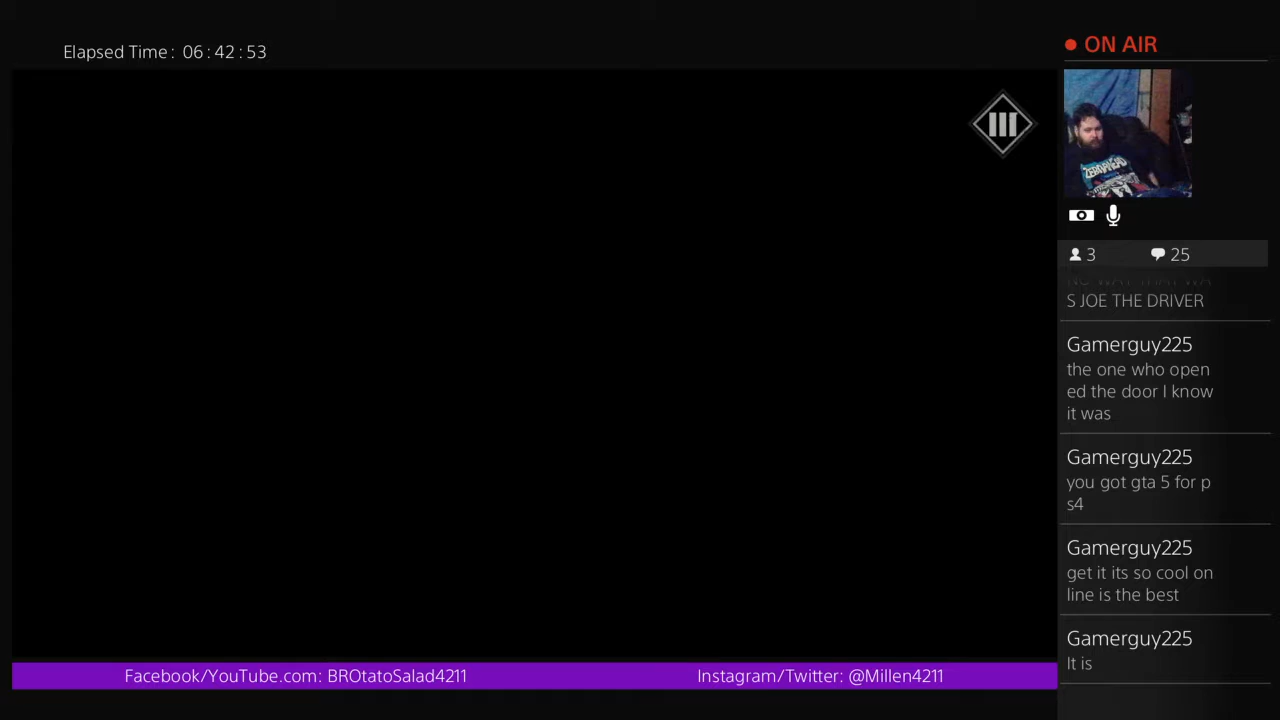 Elapsed Time: 06:42:53
ON AIR
3 25
S JOE THE DRIVER
Gamerguy225
the one who open
ed the door I know
it was
Gamerguy225
you got gta 5 for p
s4
Gamerguy225
get it its so cool on
line is the best
Gamerguy225
It is
Facebook/YouTube.com: BROtatoSalad4211
Instagram/Twitter: @Millen4211